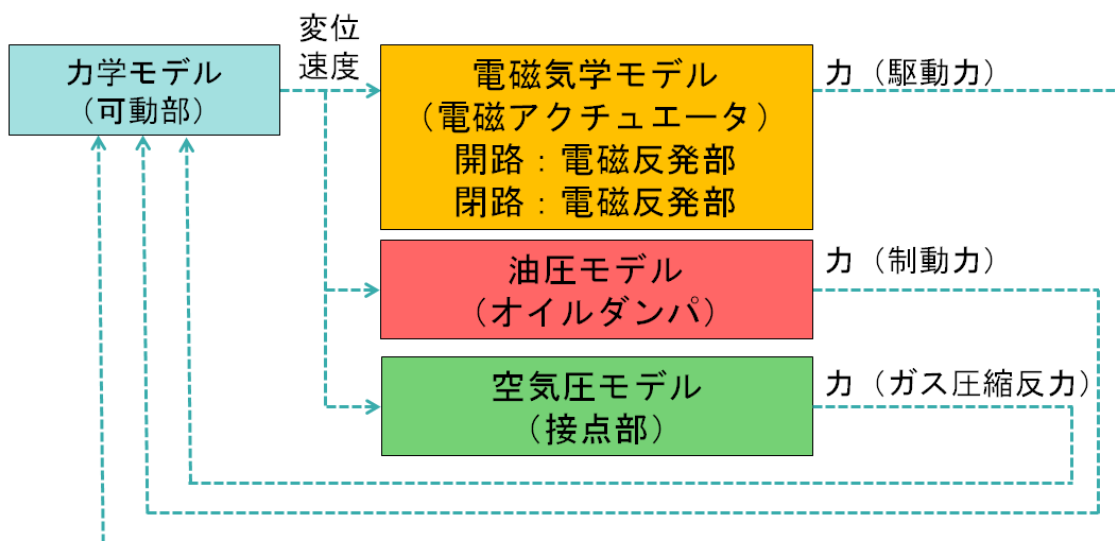 力学モデル
（可動部）
変位
速度
電磁気学モデル
（電磁アクチュエータ）
開路：電磁反発部
閉路：電磁反発部
力（駆動力）
油圧モデル
（オイルダンパ）
力（制動力）
空気圧モデル
（接点部）
力（ガス圧縮反力）